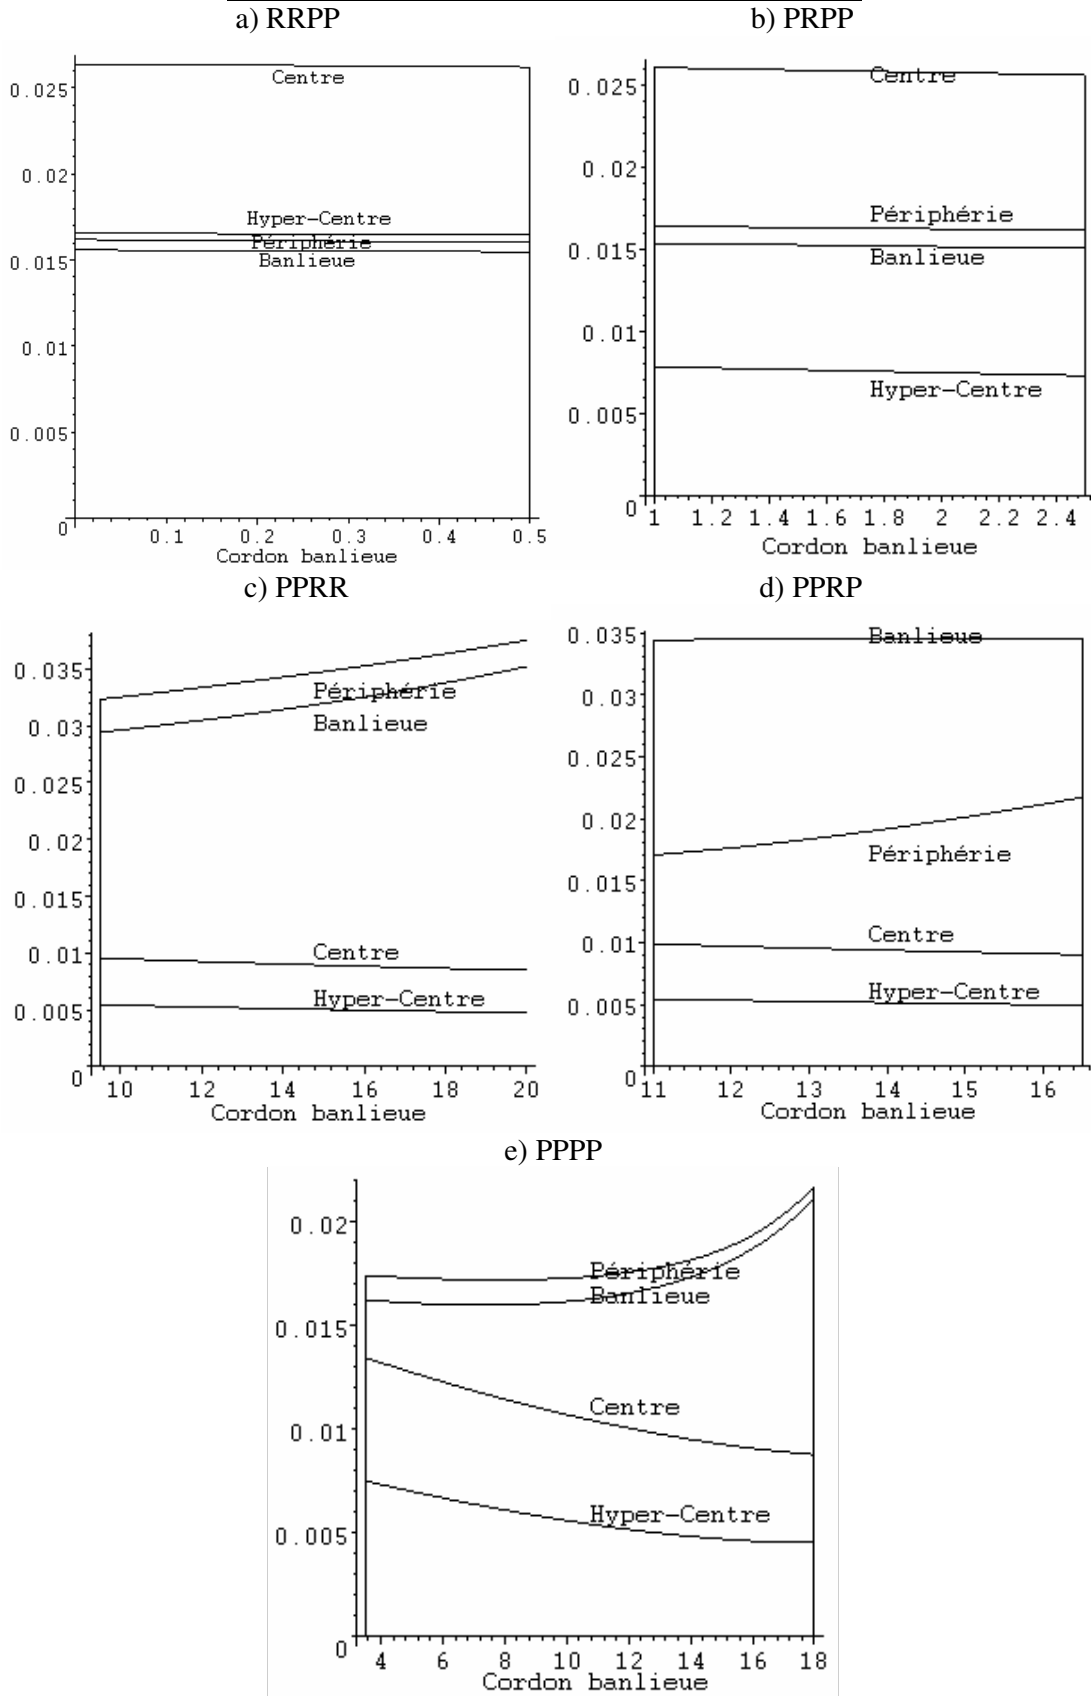 a) RRPP
b) PRPP
0.025
0.02
0.015
0.01
0.005
0
Centre
Hyper-Centre
Périphérie
Banlieue
0.1 0.2 0.3 0.4 0.5
Cordon banlieue
0.025
0.02
0.015
0.01
0.005
0
Centre
Périphérie
Banlieue
Hyper-Centre
1 1.2 1.4 1.6 1.8 2 2.2 2.4
Cordon banlieue
c) PPRR
d) PPRP
0.035
0.03
0.025
0.02
0.015
0.01
0.005
0
Périphérie
Banlieue
Centre
Hyper-Centre
10 12 14 16 18 20
Cordon banlieue
0.035
0.03
0.025
0.02
0.015
0.01
0.005
0
Banlieue
Périphérie
Centre
Hyper-Centre
11 12 13 14 15 16
Cordon banlieue
e) PPPP
0.02
0.015
0.01
0.005
0
Périphérie
Banlieue
Centre
Hyper-Centre
4 6 8 10 12 14 16 18
Cordon banlieue